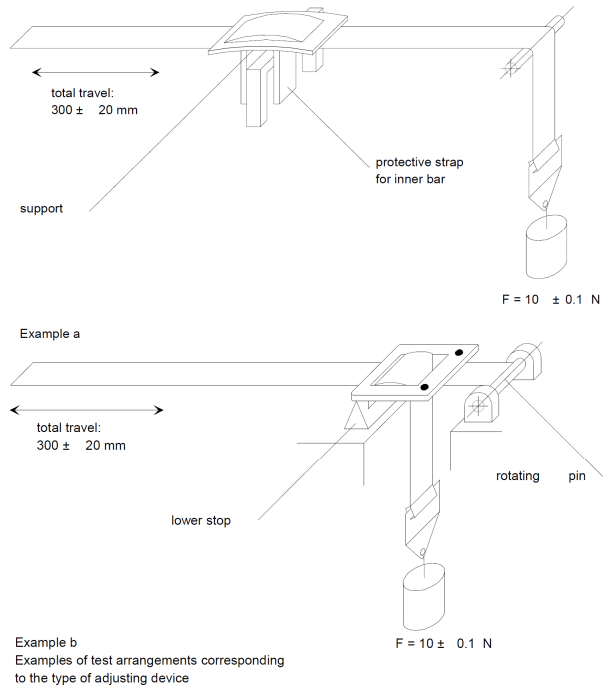 total travel:
300 ± 20 mm
protective strap
for inner bar
support
F = 10 ± 0.1 N
Example a
total travel:
300 ± 20 mm
rotating pin
lower stop
F = 10 ± 0.1 N
Example b
Examples of test arrangements corresponding
to the type of adjusting device